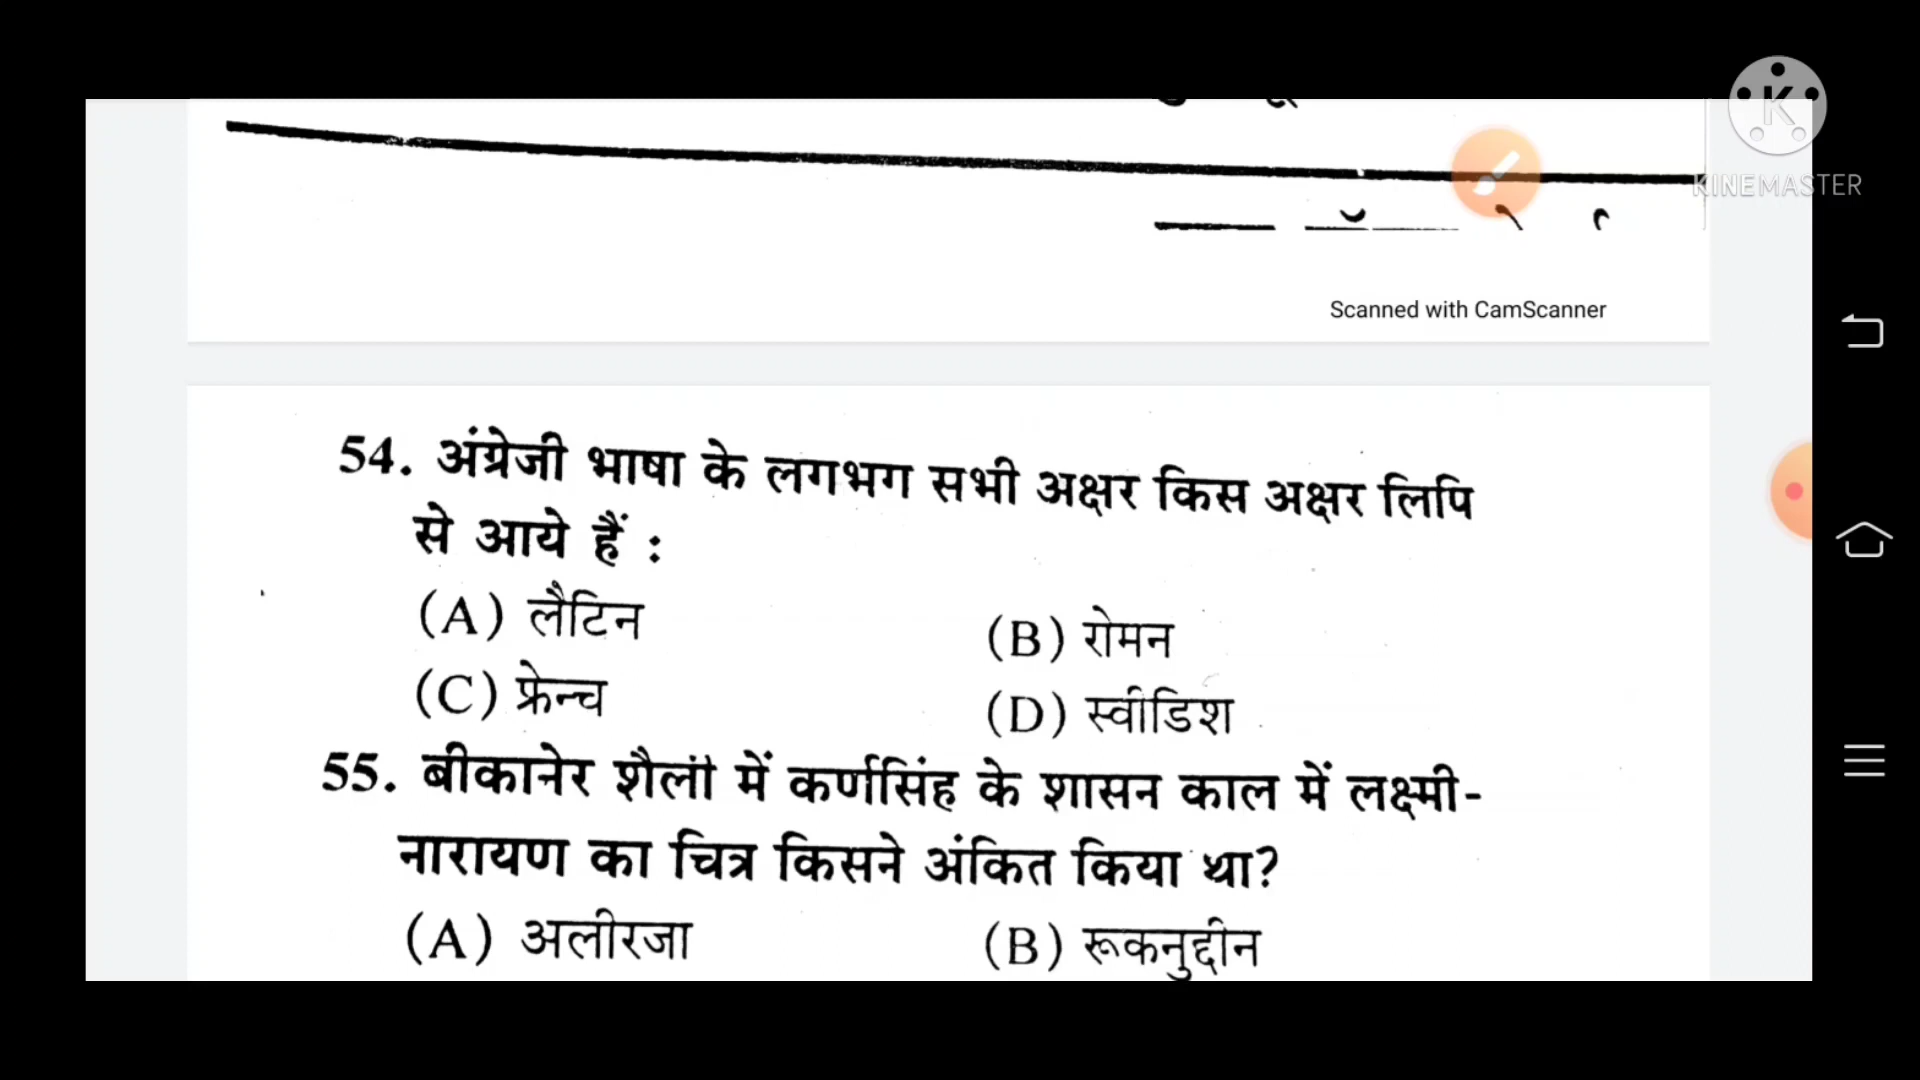 K
KINEMASTER
Scanned with CamScanner
54. अंग्रेजी भाषा के लगभग सभी अक्षर किस अक्षर लिपि
से आये हैं :
(A) लैटिन
(B) रोमन
(C) फ्रेन्च
(D) स्वीडिश
55. बीकानेर शैली में कर्णसिंह के शासन काल में लक्ष्मी-
नारायण का चित्र किसने अंकित किया था?
(A) अलीरजा
(B) रूकनुद्दीन